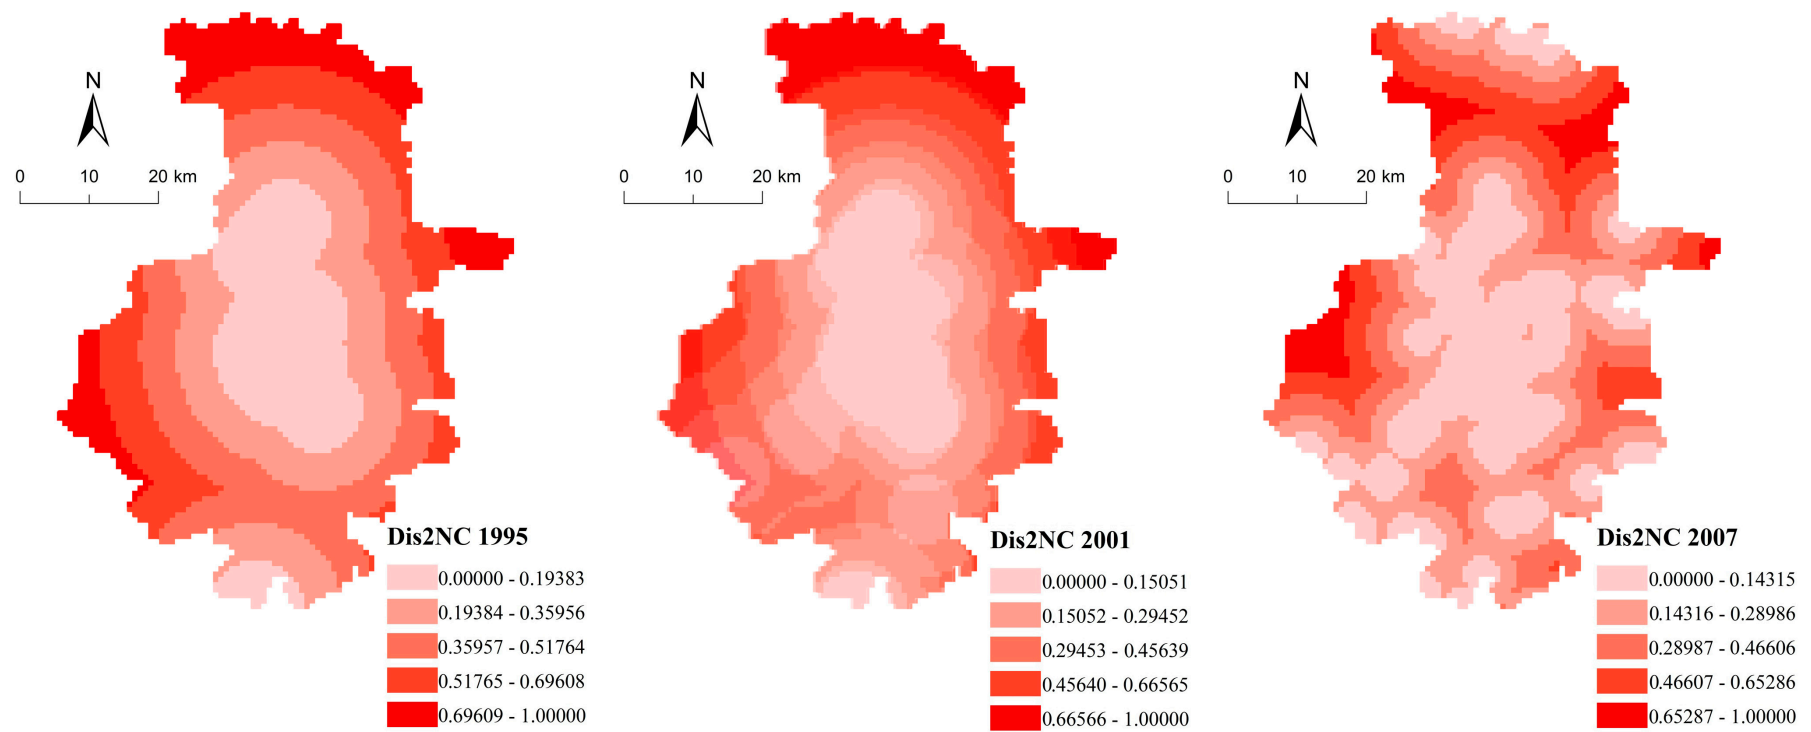 N
0 10 20 km
Dis2NC 1995
0.00000 - 0.19383
0.19384 - 0.35956
0.35957 - 0.51764
0.51765 - 0.69608
0.69609 - 1.00000
N
0 10 20 km
Dis2NC 2001
0.00000 - 0.15051
0.15052 - 0.29452
0.29453 - 0.45639
0.45640 - 0.66565
0.66566 - 1.00000
N
0 10 20 km
Dis2NC 2007
0.00000 - 0.14315
0.14316 - 0.28986
0.28987 - 0.46606
0.46607 - 0.65286
0.65287 - 1.00000